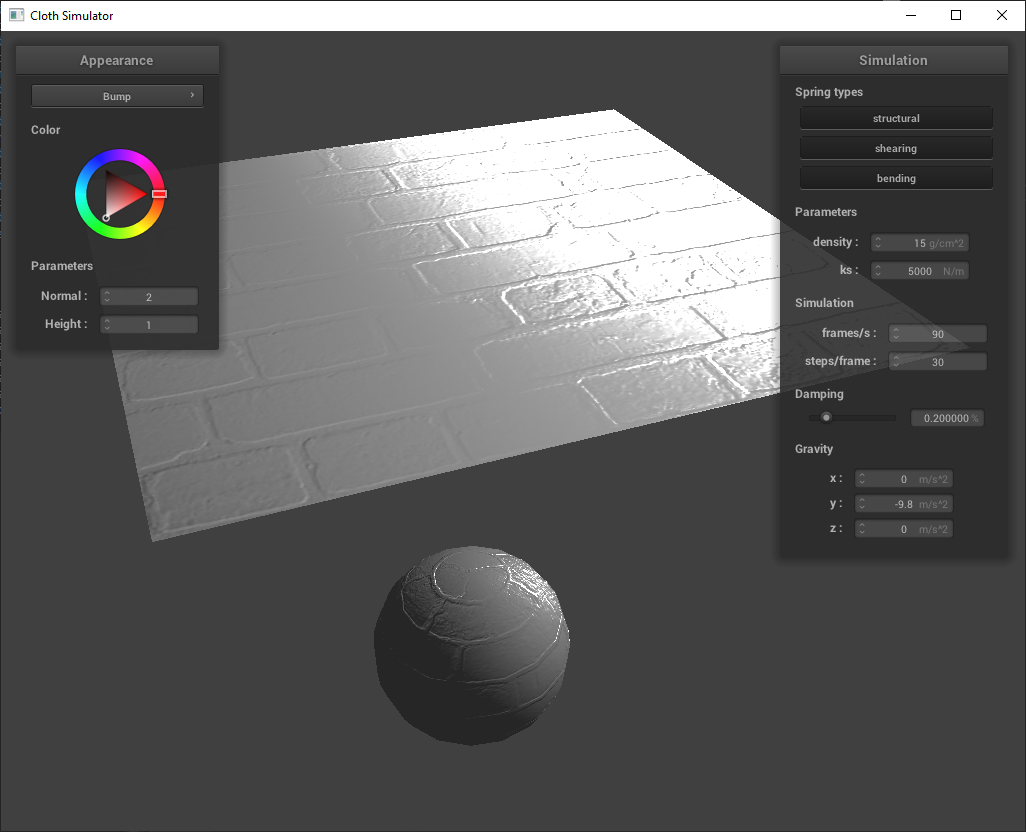 Cloth Simulator
Appearance
Bump
Color
Parameters
Normal : 2
Height : 1
Simulation
Spring types
structural
shearing
bending
Parameters
density : 15 g/cm^2
ks : 5000 N/m
Simulation
frames/s : 90
steps/frame : 30
Damping
0.200000 %
Gravity
x : 0 m/s^2
y : -9.8 m/s^2
z : 0 m/s^2